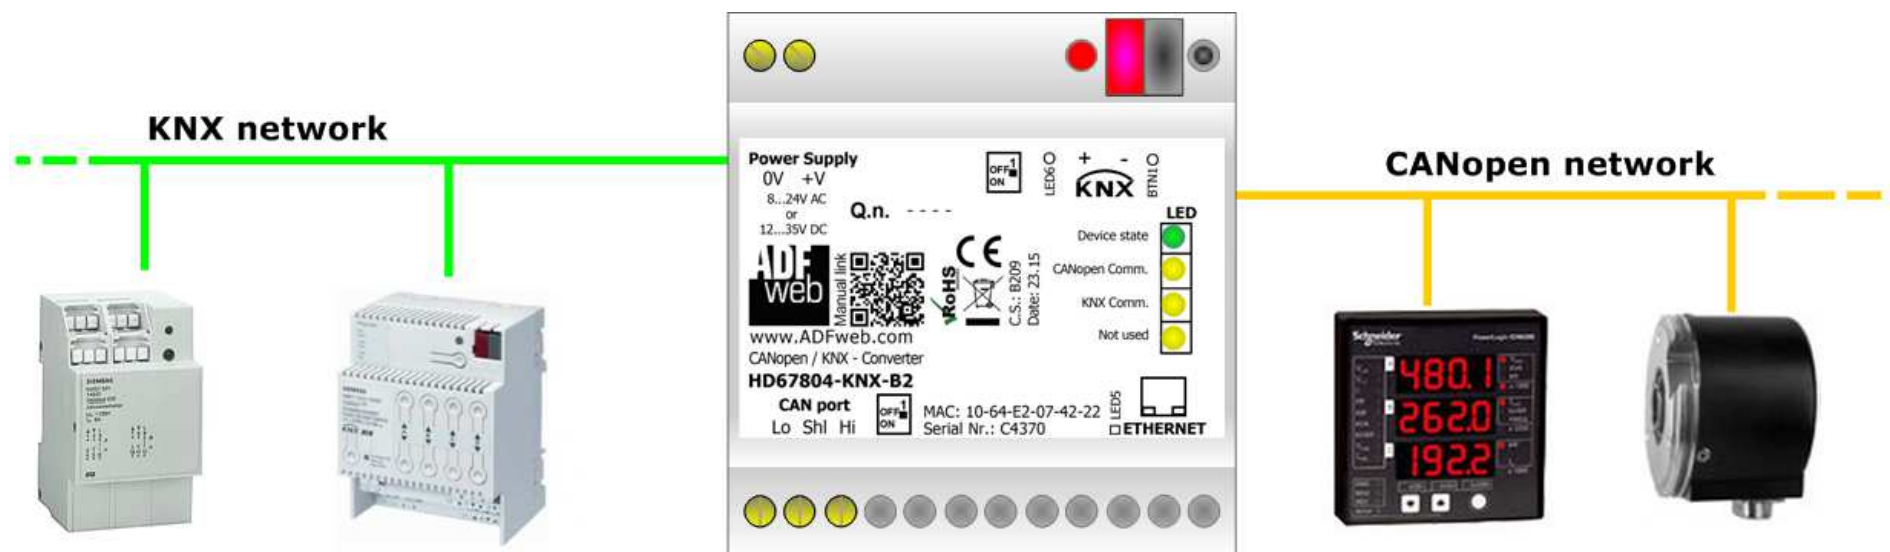 KNX network
CANopen network
Power Supply
0V +V
8...24V AC
or
12...35V DC
OFF 1
ON
LED6
+ -
KNX
BTN1
Q.n. - - - -
LED
Device state
CANopen Comm.
KNX Comm.
Not used
ADF
web
Manual link
RoHS
CE
C.S.: B209
Date: 23.15
www.ADFweb.com
CANopen / KNX - Converter
HD67804-KNX-B2
CAN port
Lo Shl Hi
OFF 1
ON
MAC: 10-64-E2-07-42-22
Serial Nr.: C4370
LED5
ETHERNET
SIEMENS
Schneider
480.1
262.0
192.2